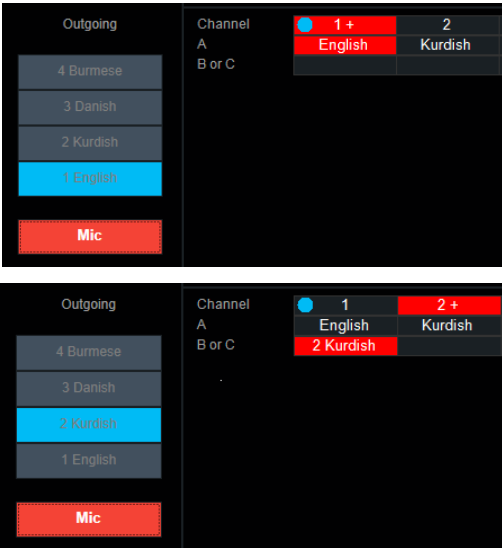 Outgoing
4 Burmese
3 Danish
2 Kurdish
1 English
Mic
Channel 1 + 2
A English Kurdish
B or C
Outgoing
4 Burmese
3 Danish
2 Kurdish
1 English
Mic
Channel 1 2 +
A English Kurdish
B or C 2 Kurdish